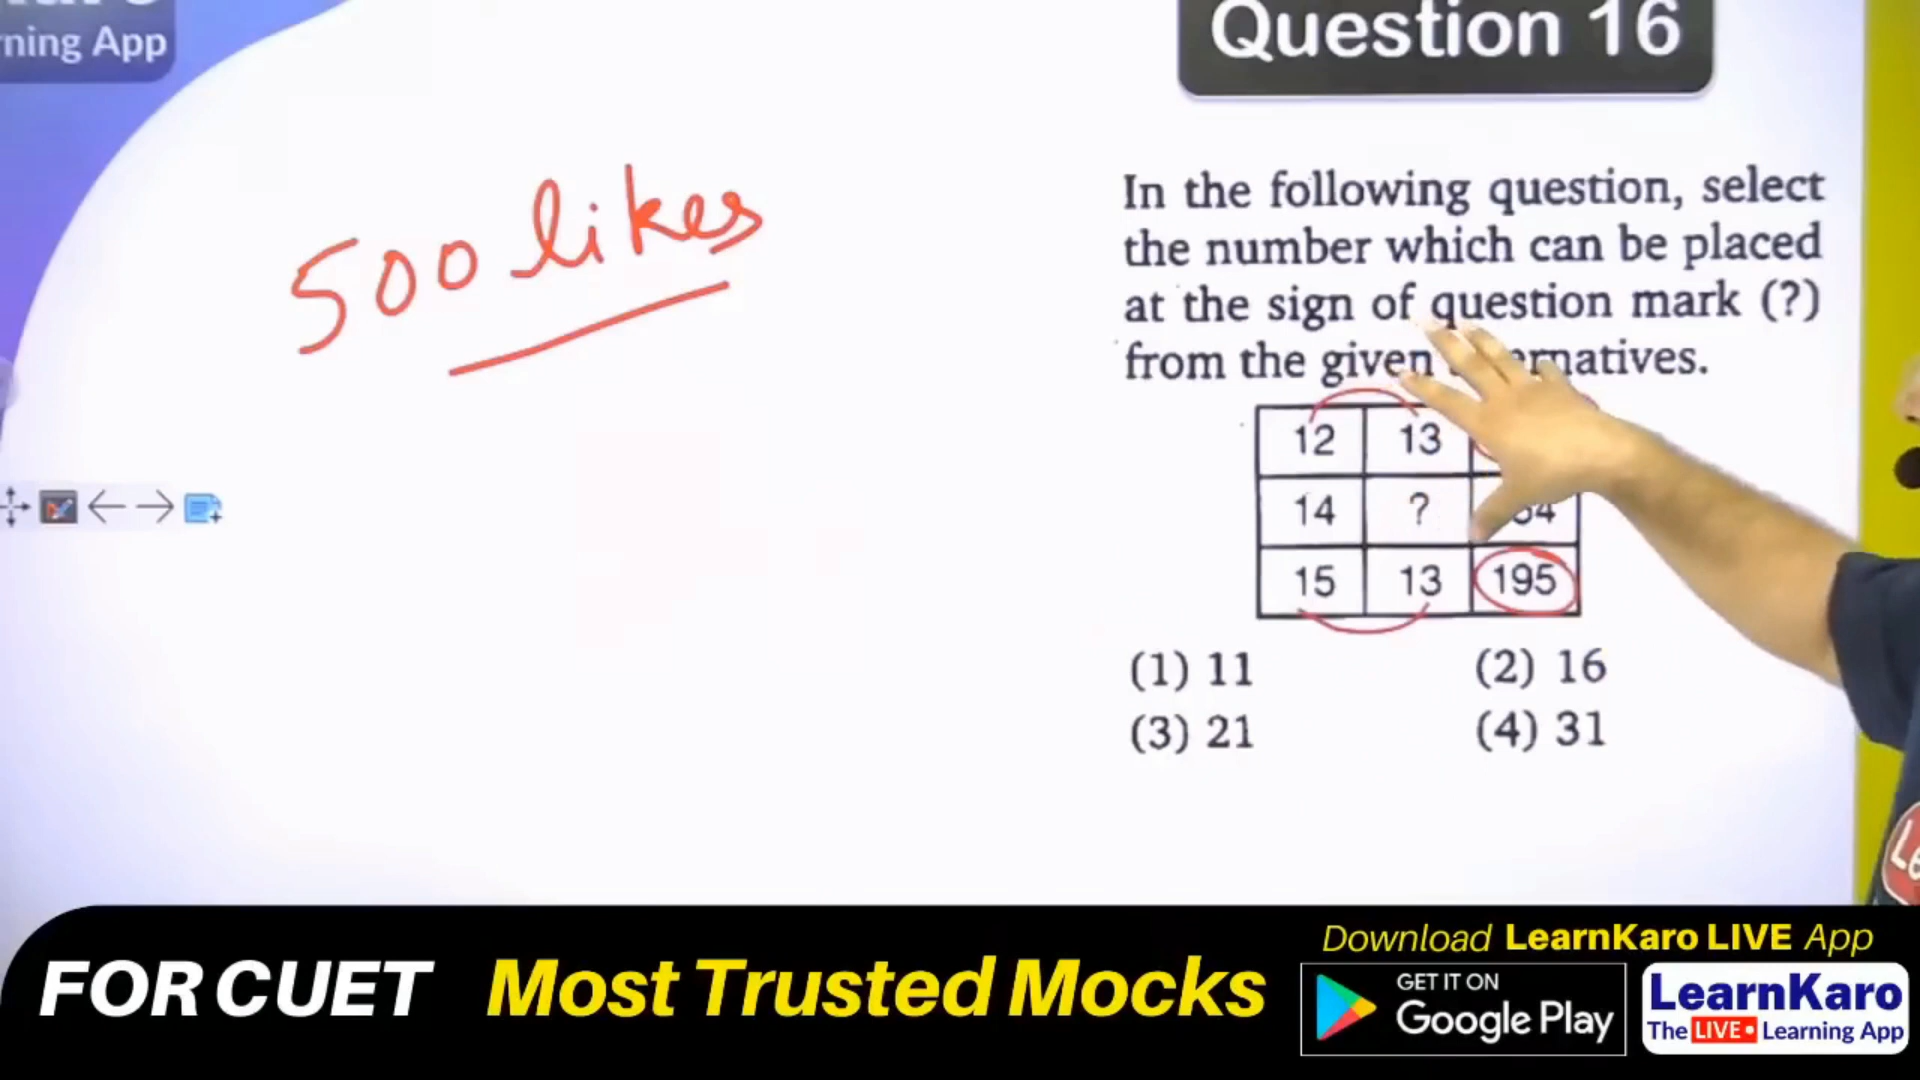 rning App
Question 16
500 likes
In the following question, select
the number which can be placed
at the sign of question mark (?)
from the given
12 13
14 ?
15 13 195
(1) 11 (2) 16
(3) 21 (4) 31
FOR CUET Most Trusted Mocks
Download LearnKaro LIVE App
GET IT ON
Google Play
LearnKaro
The LIVE Learning App